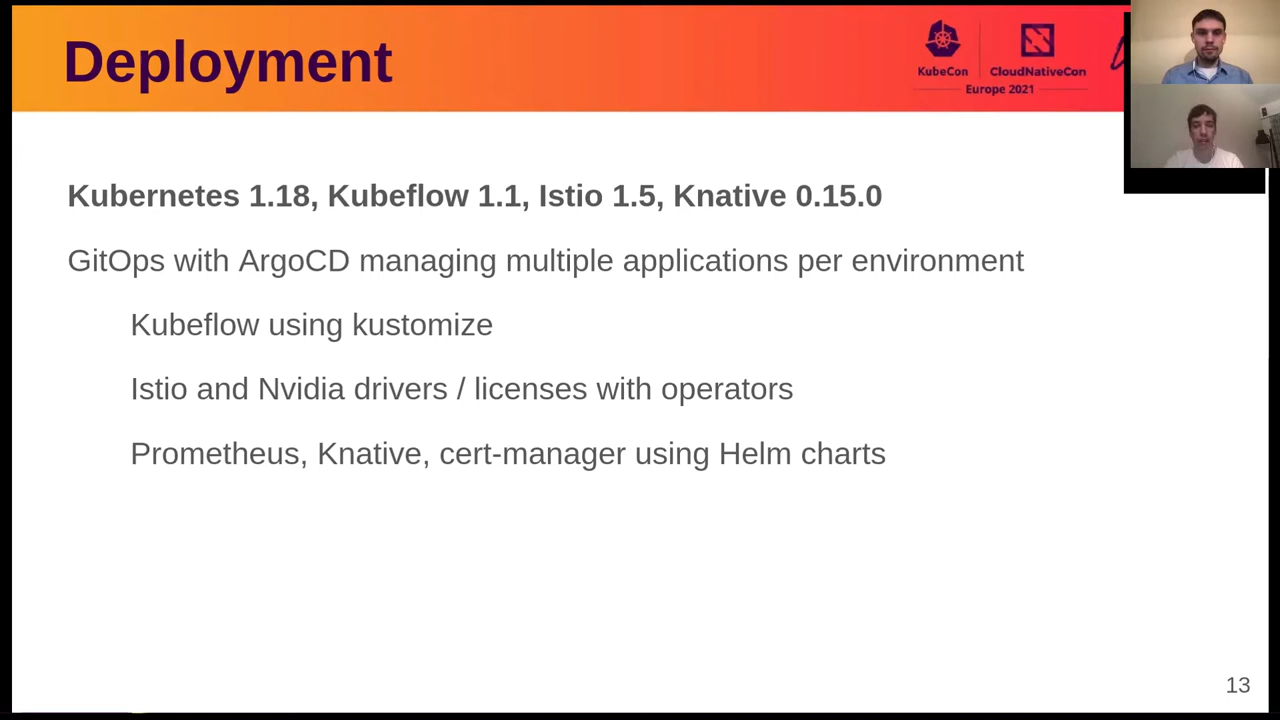 Deployment
KubeCon
CloudNativeCon
Europe 2021
Kubernetes 1.18, Kubeflow 1.1, Istio 1.5, Knative 0.15.0
GitOps with ArgoCD managing multiple applications per environment
Kubeflow using kustomize
Istio and Nvidia drivers / licenses with operators
Prometheus, Knative, cert-manager using Helm charts
13